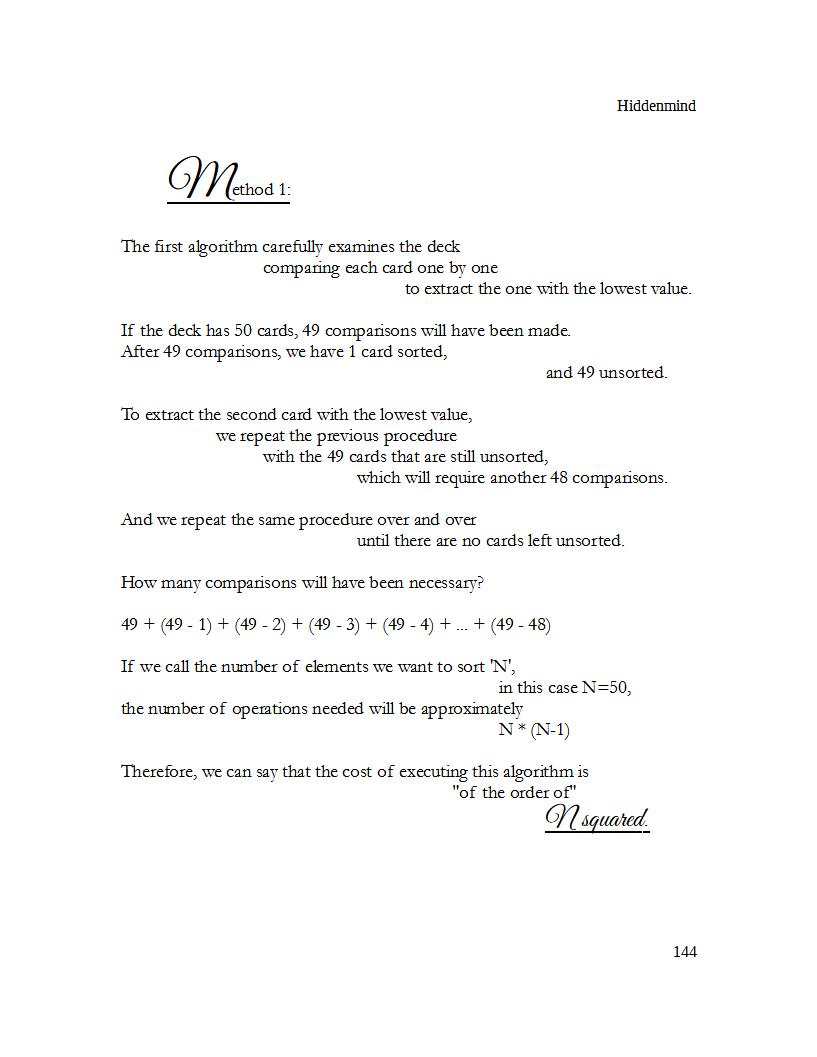 Hiddenmind
Method 1:
The first algorithm carefully examines the deck
comparing each card one by one
to extract the one with the lowest value.
If the deck has 50 cards, 49 comparisons will have been made.
After 49 comparisons, we have 1 card sorted,
and 49 unsorted.
To extract the second card with the lowest value,
we repeat the previous procedure
with the 49 cards that are still unsorted,
which will require another 48 comparisons.
And we repeat the same procedure over and over
until there are no cards left unsorted.
How many comparisons will have been necessary?
49 + (49 - 1) + (49 - 2) + (49 - 3) + (49 - 4) + ... + (49 - 48)
If we call the number of elements we want to sort 'N',
in this case N=50,
the number of operations needed will be approximately
N * (N-1)
Therefore, we can say that the cost of executing this algorithm is
"of the order of"
N squared.
144